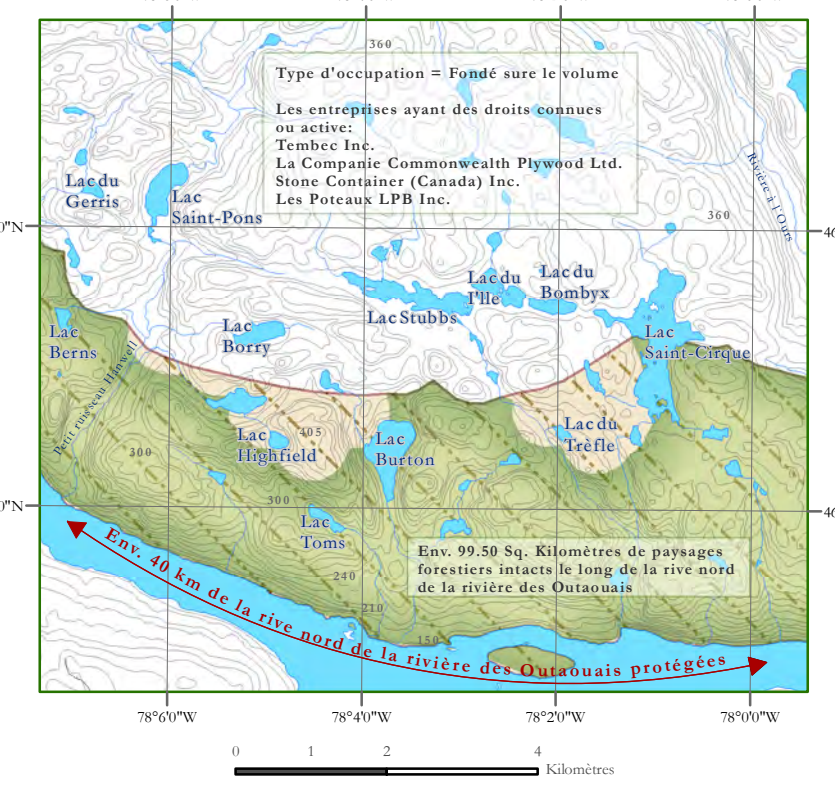 360
Type d'occupation = Fondé sure le volume
Les entreprises ayant des droits connues
ou active:
Tembec Inc.
La Companie Commonwealth Plywood Ltd.
Stone Container (Canada) Inc.
Les Poteaux LPB Inc.
Rivière à l'Ours
Lac du
Gerris
Lac
Saint-Pons
360
0"N
Lac du
l'Ile
Lac du
Bombyx
Lac Stubbs
Lac
Berns
Lac
Borry
Lac
Saint-Cirque
Petit ruisseau Hanwell
Lac
Highfield
405
Lac
Burton
Lac du
Trèfle
300
300
0"N
Lac
Toms
Env. 99.50 Sq. Kilomètres de paysages
forestiers intacts le long de la rive nord
de la rivière des Outaouais
240
210
150
Env. 40 km de la rive nord de la rivière des Outaouais protégées
78°6'0"W
78°4'0"W
78°2'0"W
78°0'0"W
0 1 2 4
Kilomètres